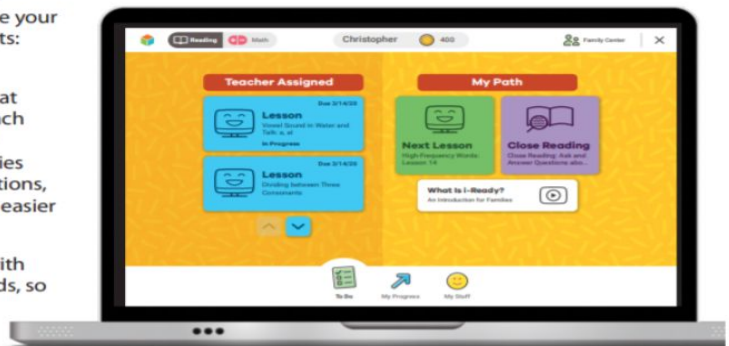 e your
ts:
at
ach
ies
tions,
easier
ith
ds, so
Reading
Math
Christopher
400
Family Center
Teacher Assigned
Due 3/14/20
Lesson
Vowel Sound in Water and
Talk: a, al
In Progress
Due 3/14/20
Lesson
Dividing between Three
Consonants
My Path
Next Lesson
High-Frequency Words:
Lesson 14
Close Reading
Close Reading: Ask and
Answer Questions abo...
What Is i-Ready?
An Introduction for Families
To Do
My Progress
My Stuff